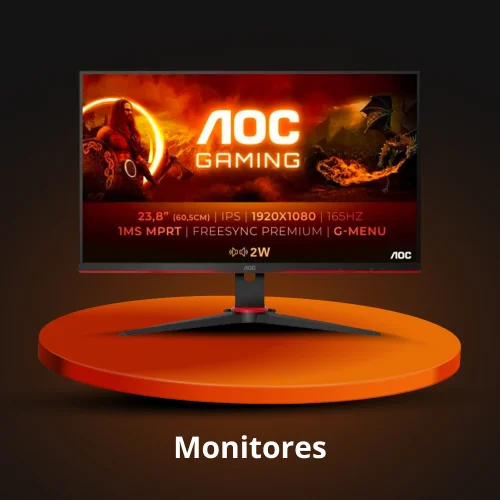 AOC
GAMING
23,8" (60,5CM) | IPS | 1920X1080 | 165HZ
1MS MPRT | FREESYNC PREMIUM | G-MENU
2W
AOC
AOC
Monitores